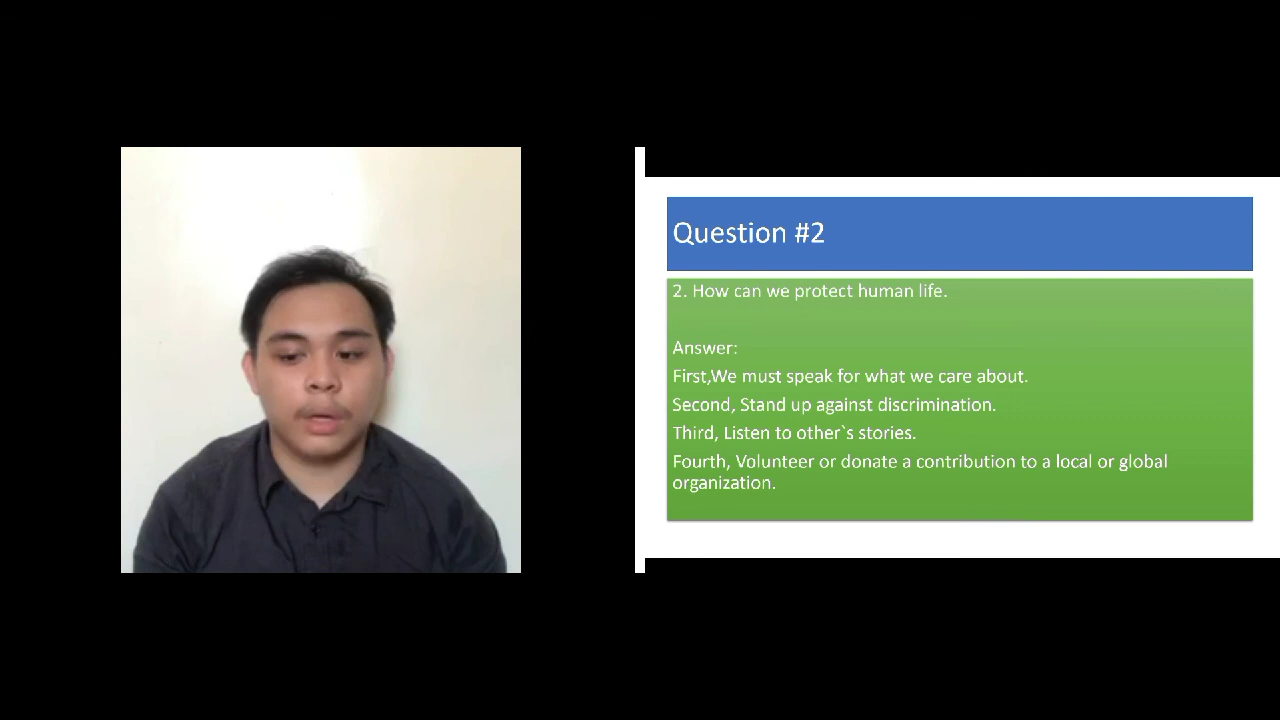 Question #2
2. How can we protect human life.
Answer:
First,We must speak for what we care about.
Second, Stand up against discrimination.
Third, Listen to other`s stories.
Fourth, Volunteer or donate a contribution to a local or global
organization.